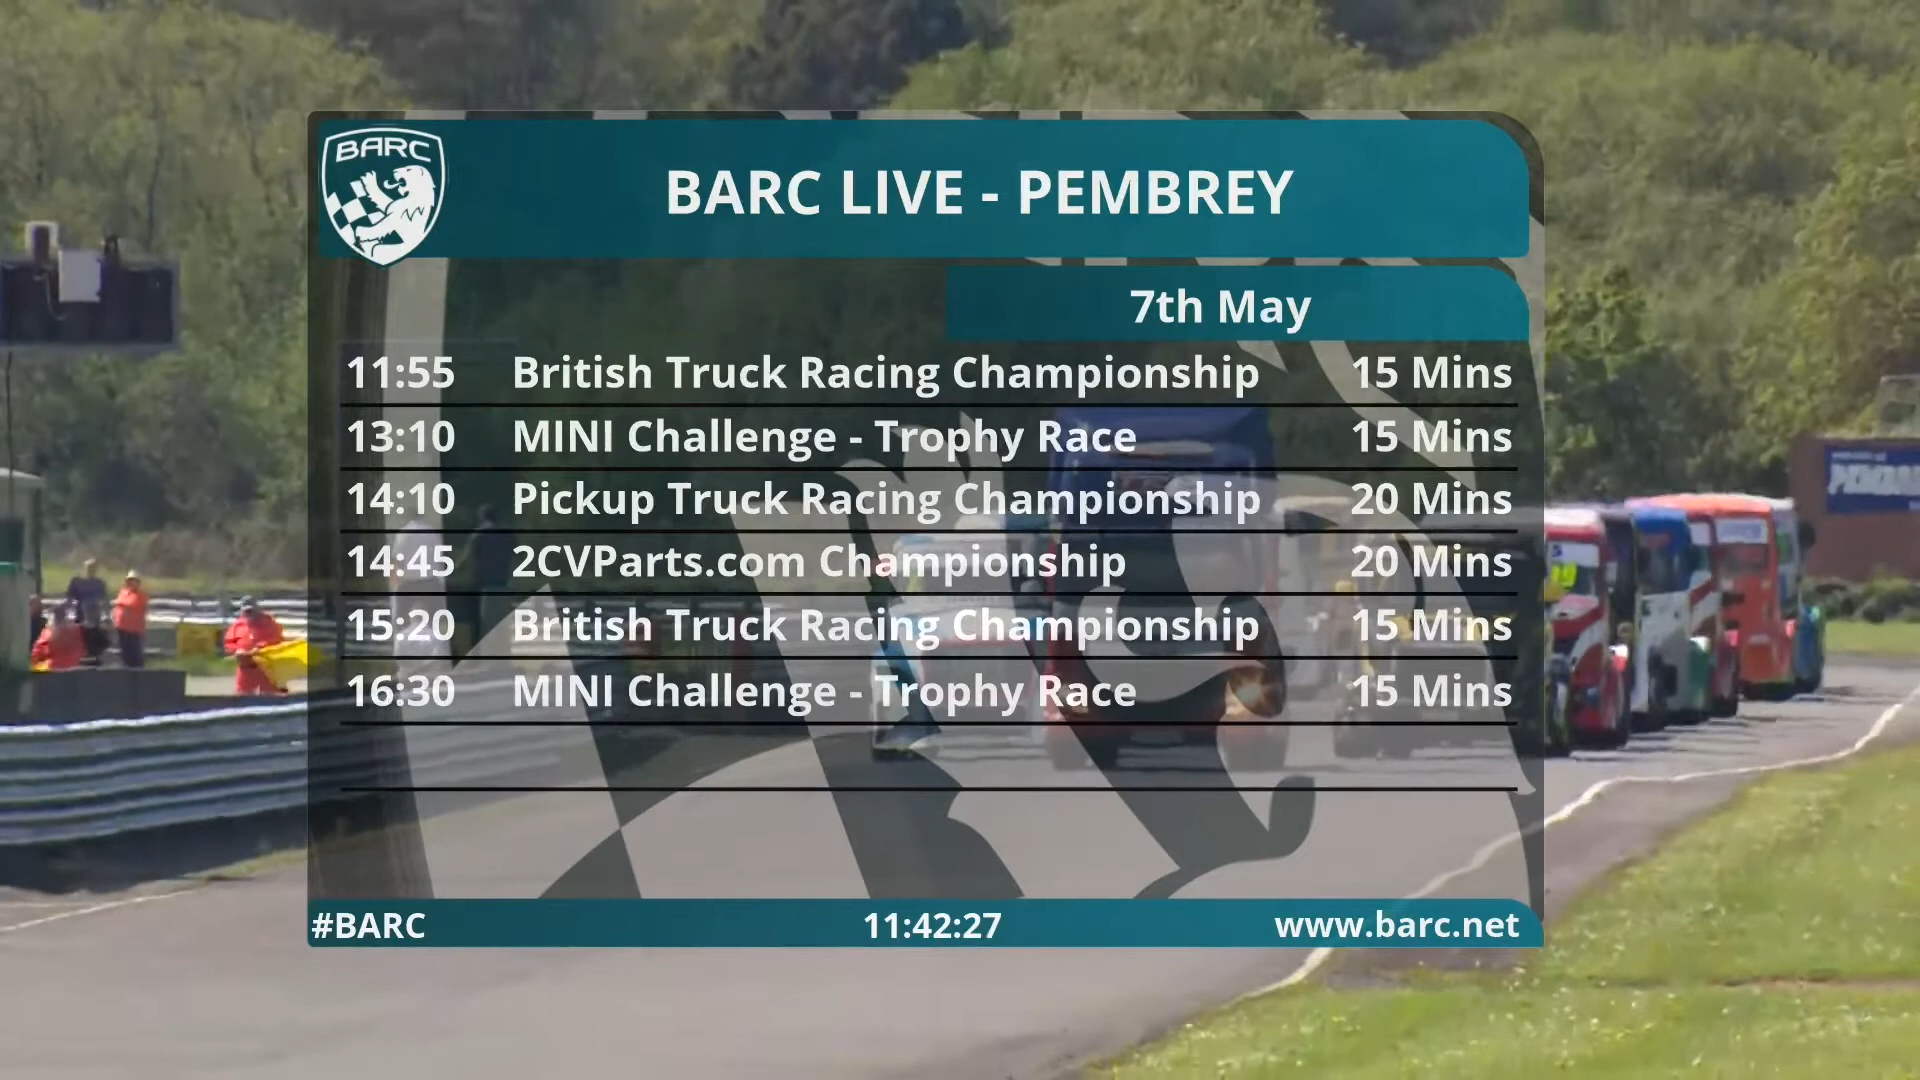 BARC
BARC LIVE - PEMBREY
7th May
11:55 British Truck Racing Championship 15 Mins
13:10 MINI Challenge - Trophy Race 15 Mins
14:10 Pickup Truck Racing Championship 20 Mins
14:45 2CVParts.com Championship 20 Mins
15:20 British Truck Racing Championship 15 Mins
16:30 MINI Challenge - Trophy Race 15 Mins
#BARC 11:42:27 www.barc.net